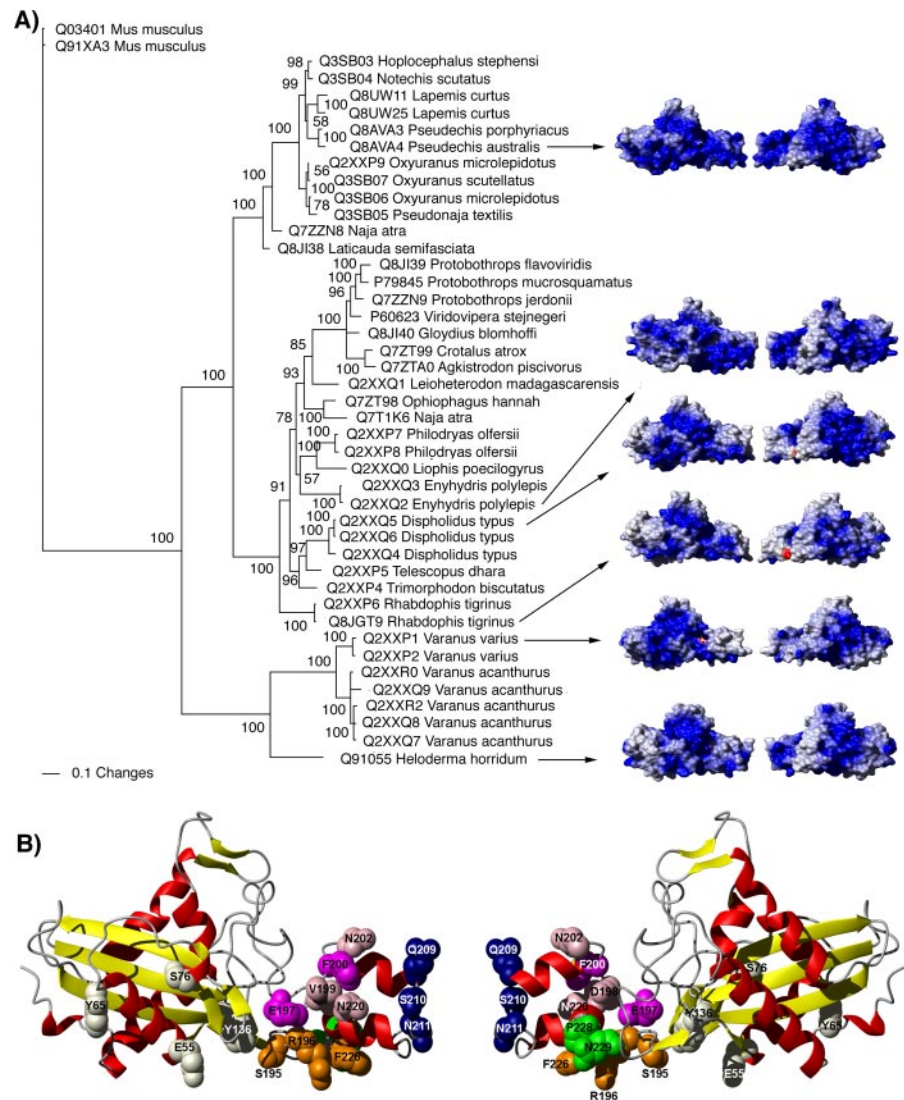 A)
Q03401 Mus musculus
Q91XA3 Mus musculus
98
Q3SB03 Hoplocephalus stephensi
99
Q3SB04 Notechis scutatus
Q8UW11 Lapemis curtus
100
Q8UW25 Lapemis curtus
58
100
Q8AVA3 Pseudechis porphyriacus
100
Q8AVA4 Pseudechis australis
Q2XXP9 Oxyuranus microlepidotus
56
Q3SB07 Oxyuranus scutellatus
100
100
Q3SB06 Oxyuranus microlepidotus
78
Q3SB05 Pseudonaja textilis
Q7ZZN8 Naja atra
Q8JI38 Laticauda semifasciata
100
Q8JI39 Protobothrops flavoviridis
100
P79845 Protobothrops mucrosquamatus
96
Q7ZZN9 Protobothrops jerdonii
100
P60623 Viridovipera stejnegeri
Q8JI40 Gloydius blomhoffi
85
Q7ZT99 Crotalus atrox
100
Q7ZTA0 Agkistrodon piscivorus
100
93
Q2XXQ1 Leioheterodon madagascarensis
Q7ZT98 Ophiophagus hannah
78
100
Q7T1K6 Naja atra
100
Q2XXP7 Philodryas olfersii
100
Q2XXP8 Philodryas olfersii
Q2XXQ0 Liophis poecilogyrus
91
57
Q2XXQ3 Enyhydris polylepis
100
Q2XXQ2 Enyhydris polylepis
100
Q2XXQ5 Dispholidus typus
100
Q2XXQ6 Dispholidus typus
97
Q2XXQ4 Dispholidus typus
100
Q2XXP5 Telescopus dhara
96
Q2XXP4 Trimorphodon biscutatus
Q2XXP6 Rhabdophis tigrinus
100
Q8JGT9 Rhabdophis tigrinus
100
Q2XXP1 Varanus varius
100
Q2XXP2 Varanus varius
Q2XXR0 Varanus acanthurus
Q2XXQ9 Varanus acanthurus
100
Q2XXR2 Varanus acanthurus
100
Q2XXQ8 Varanus acanthurus
100
Q2XXQ7 Varanus acanthurus
Q91055 Heloderma horridum
0.1 Changes
B)
N202
Q209
F200
S76
V199
S210
Y65
E197
N220
Y136
N211
R196
F226
E55
S195
N202
Q209
F200
S76
D198
S210
N220
E197
Y65
N211
P228
Y136
N229
F226
S195
E55
R196